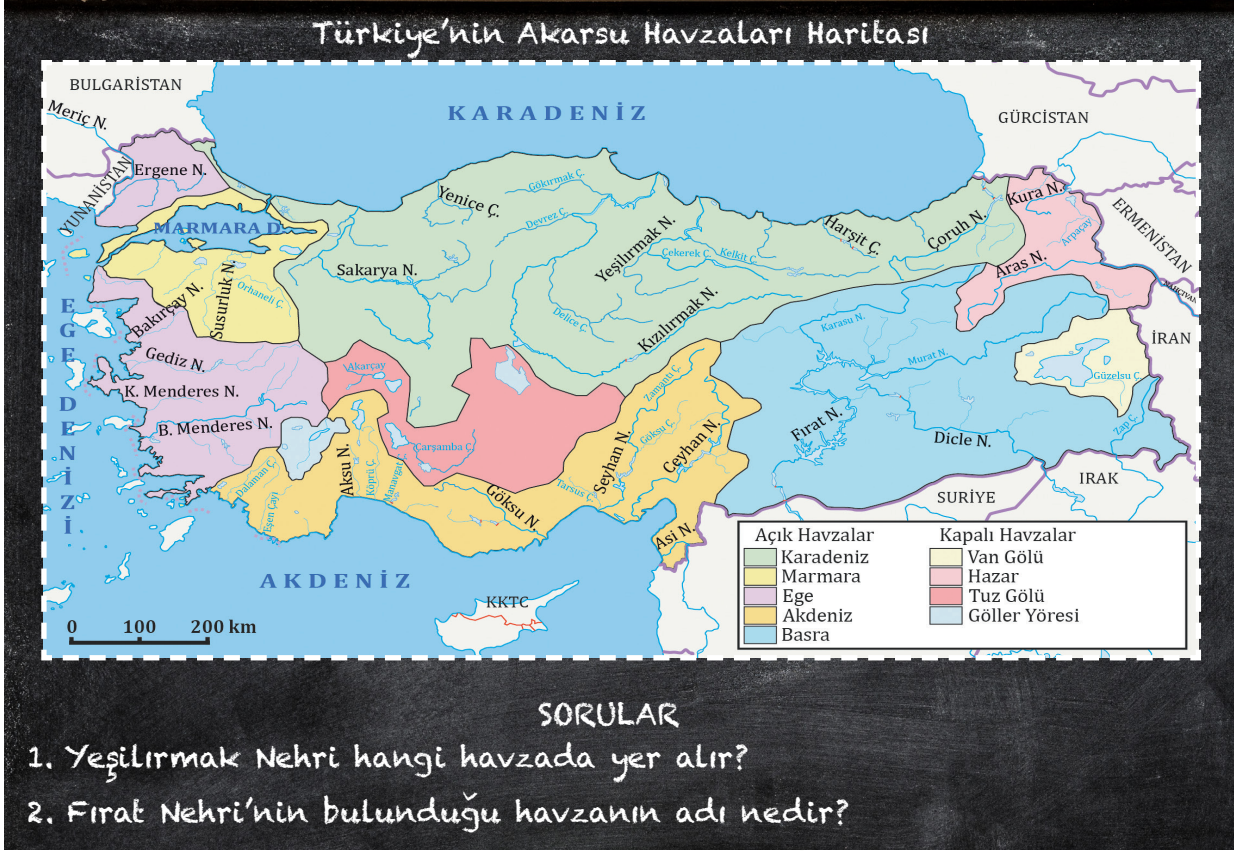 Türkiye'nin Akarsu Havzaları Haritası
BULGARİSTAN
Meriç N.
KARADENİZ
GÜRCİSTAN
YUNANİSTAN
Ergene N.
MARMARA D.
Yenice Ç.
Gökırmak Ç.
Devrez Ç.
Yeşilırmak N.
Çekerek Ç.
Kelkit Ç.
Harşit Ç.
Çoruh N.
Kura N.
Arpaçay
ERMENİSTAN
Aras N.
NAHÇIVAN
Sakarya N.
Susurluk N.
Orhaneli Ç.
Bakırçay N.
Delice Ç.
Kızılırmak N.
Karasu N.
Murat N.
İRAN
EGE DENİZİ
Gediz N.
K. Menderes N.
B. Menderes N.
Akarçay
Çarşamba Ç.
Zamantı Ç.
Göksu Ç.
Seyhan N.
Ceyhan N.
Fırat N.
Dicle N.
Güzelsu Ç.
Zap Ç.
Dalaman Ç.
Eşen Çayı
Aksu N.
Köprü Ç.
Manavgat Ç.
Göksu N.
Tarsus Ç.
Asi N.
SURİYE
IRAK
AKDENİZ
KKTC
0 100 200 km
Açık Havzalar
Karadeniz
Marmara
Ege
Akdeniz
Basra
Kapalı Havzalar
Van Gölü
Hazar
Tuz Gölü
Göller Yöresi
SORULAR
1. Yeşilırmak Nehri hangi havzada yer alır?
2. Fırat Nehri'nin bulunduğu havzanın adı nedir?